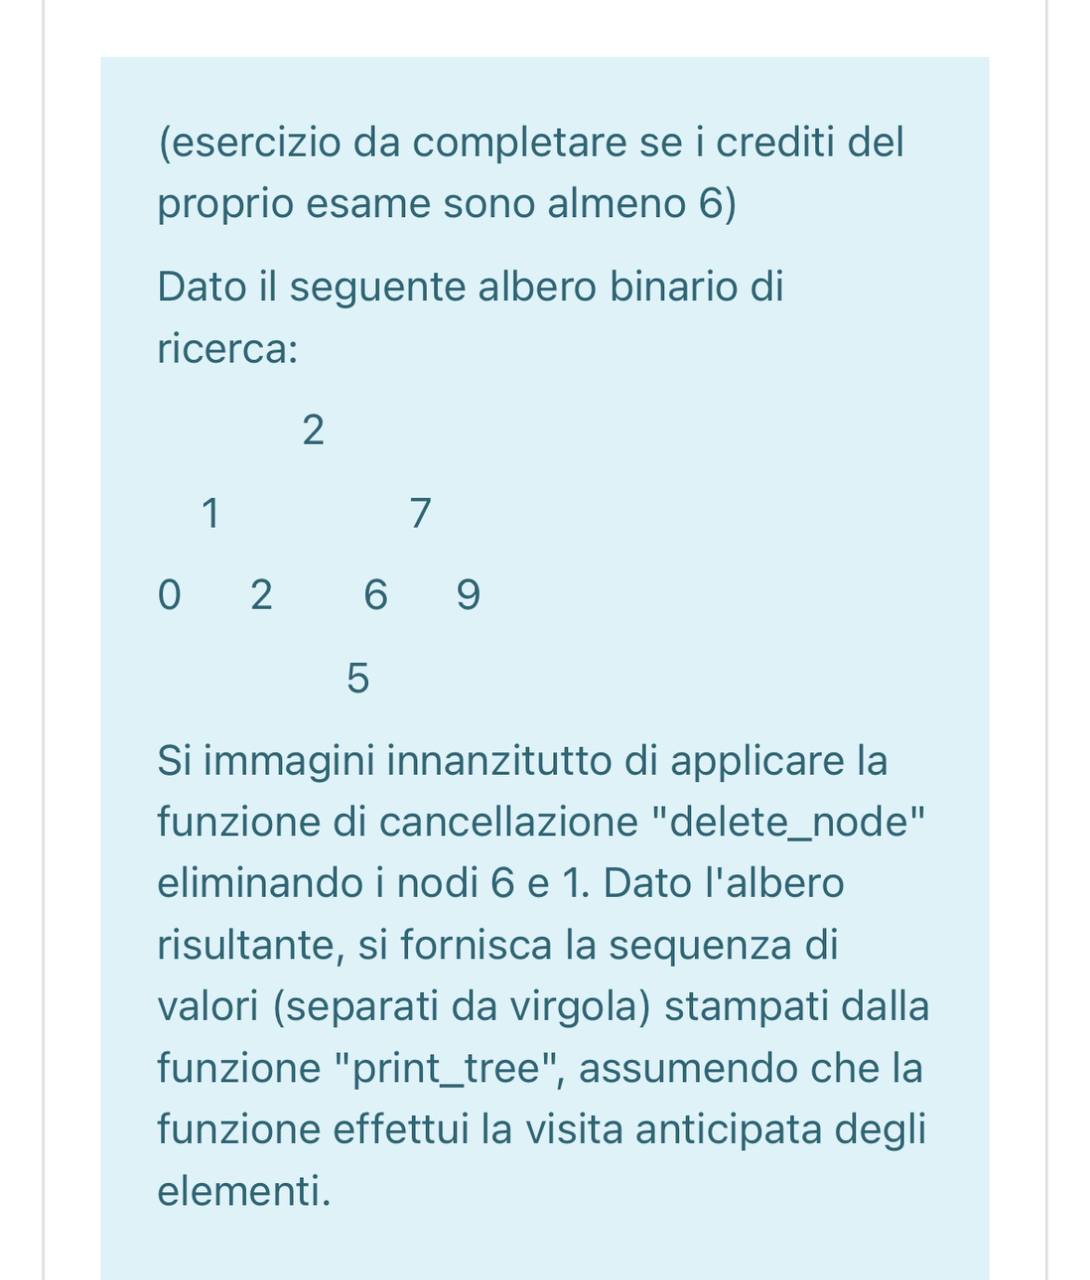 (esercizio da completare se i crediti del
proprio esame sono almeno 6)
Dato il seguente albero binario di
ricerca:
2
1 7
0 2 6 9
5
Si immagini innanzitutto di applicare la
funzione di cancellazione "delete_node"
eliminando i nodi 6 e 1. Dato l'albero
risultante, si fornisca la sequenza di
valori (separati da virgola) stampati dalla
funzione "print_tree", assumendo che la
funzione effettui la visita anticipata degli
elementi.